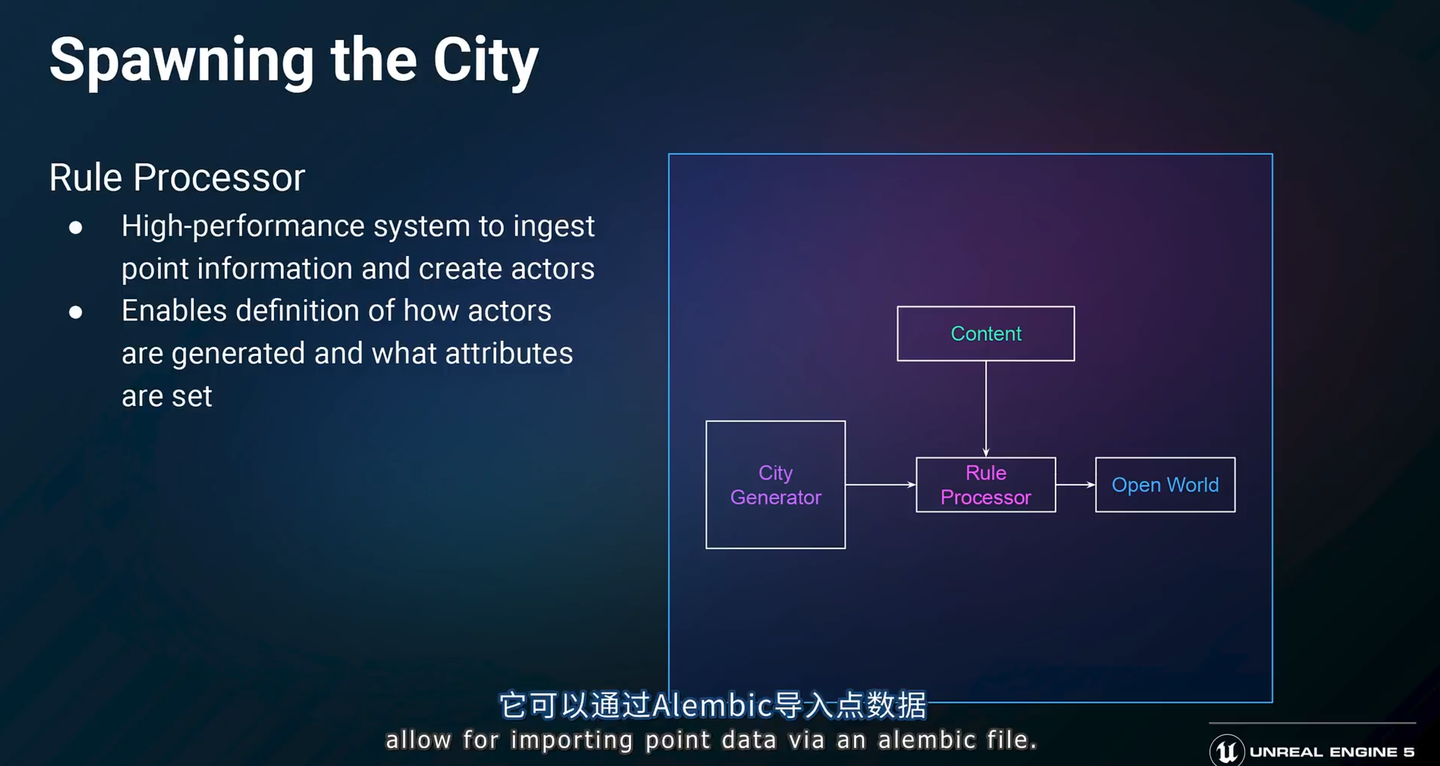 Spawning the City
Rule Processor
● High-performance system to ingest
point information and create actors
● Enables definition of how actors
are generated and what attributes
are set
Content
City
Generator
Rule
Processor
Open World
它可以通过Alembic导入点数据
allow for importing point data via an alembic file.
UNREAL ENGINE 5